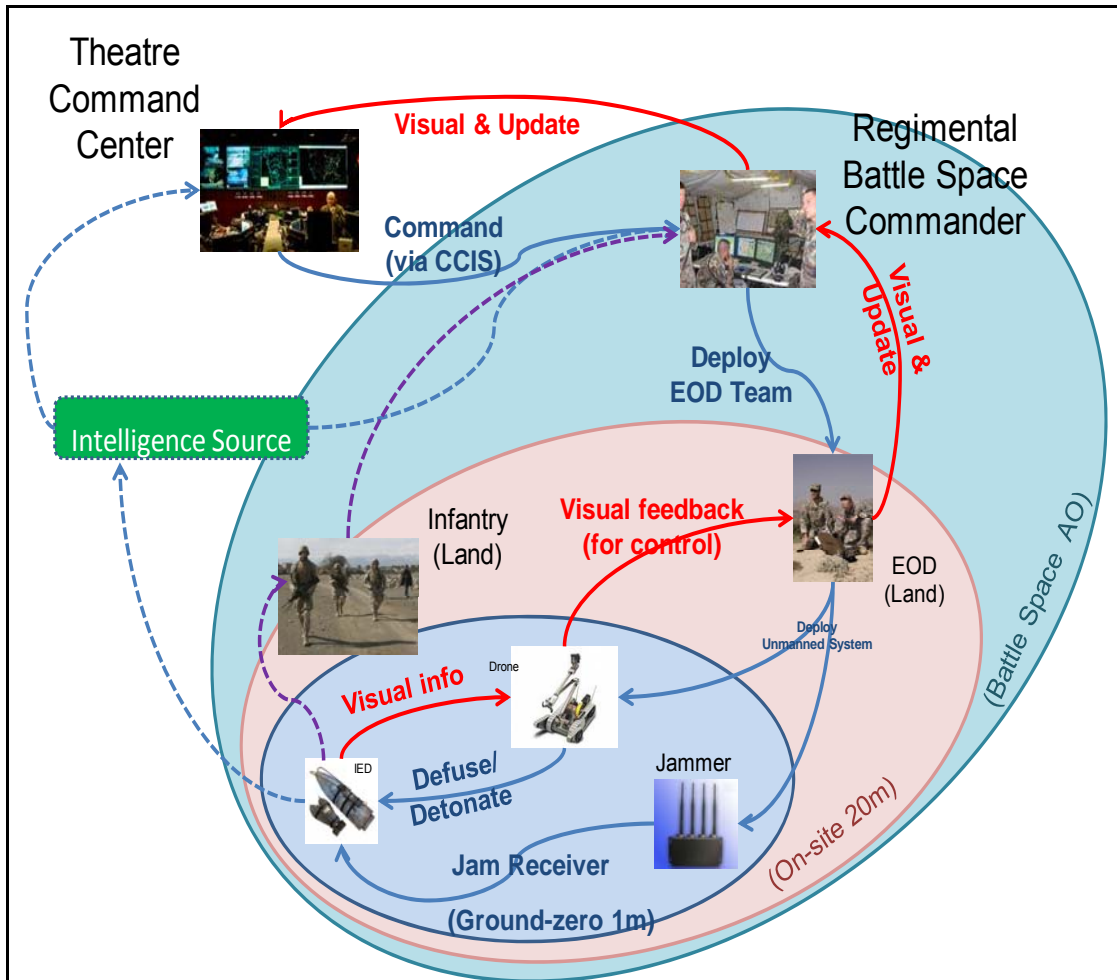 Theatre
Command
Center
Visual & Update
Regimental
Battle Space
Commander
Command
(via CCIS)
Visual &
Update
Deploy
EOD Team
Intelligence Source
Infantry
(Land)
Visual feedback
(for control)
EOD
(Land)
Deploy
Unmanned System
Drone
Visual info
IED
Defuse/
Detonate
Jammer
Jam Receiver
(Ground-zero 1m)
(On-site 20m)
(Battle Space AO)